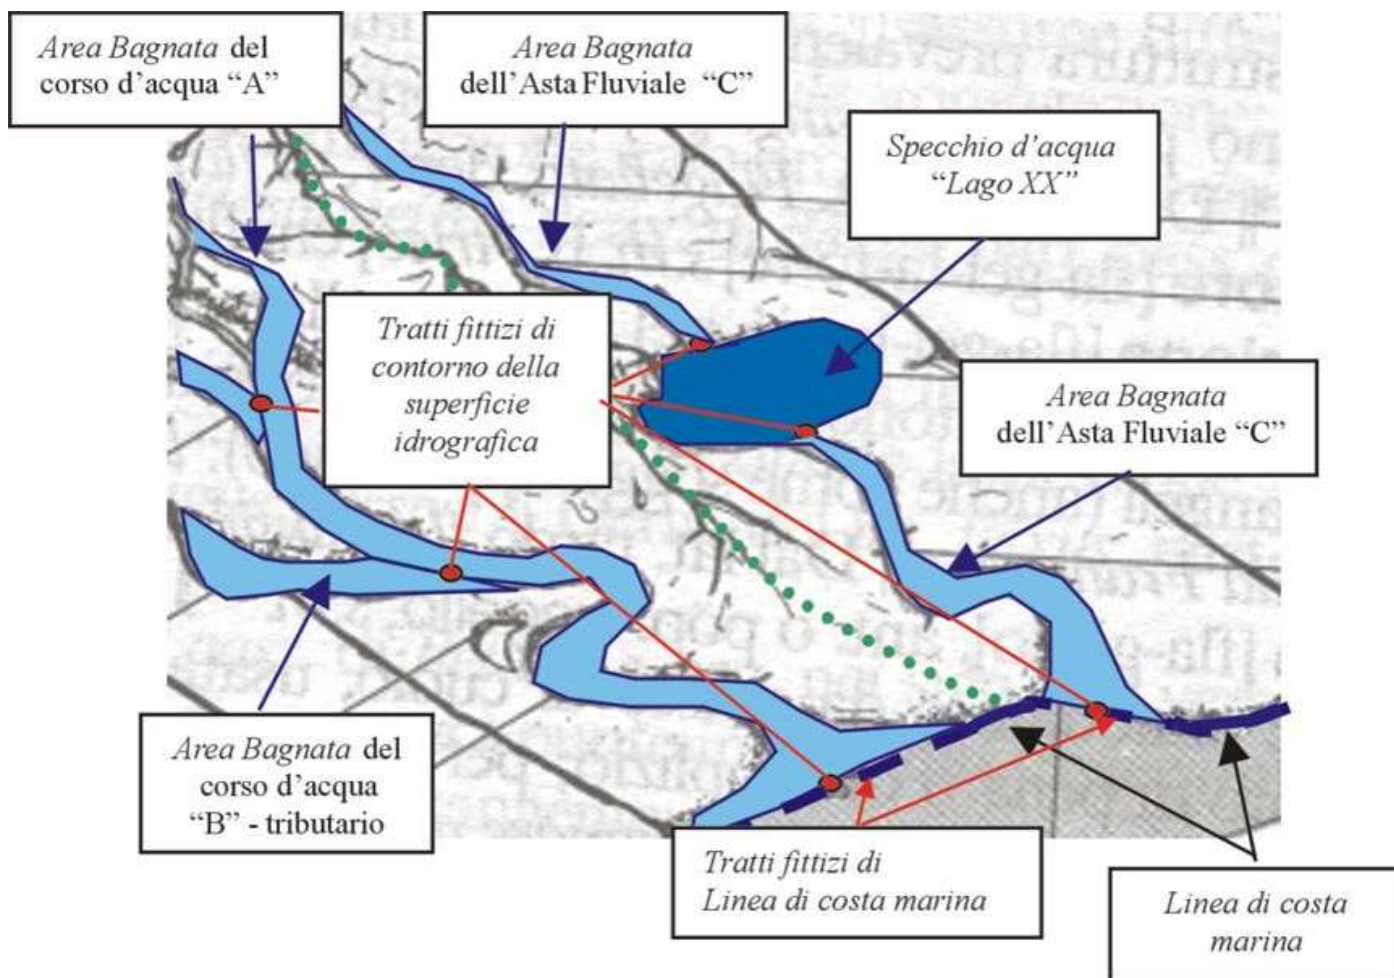 Area Bagnata del
corso d'acqua “A”
Area Bagnata
dell'Asta Fluviale “C”
Specchio d'acqua
“Lago XX”
Tratti fittizi di
contorno della
superficie
idrografica
Area Bagnata
dell'Asta Fluviale “C”
Area Bagnata del
corso d'acqua
“B” - tributario
Tratti fittizi di
Linea di costa marina
Linea di costa
marina